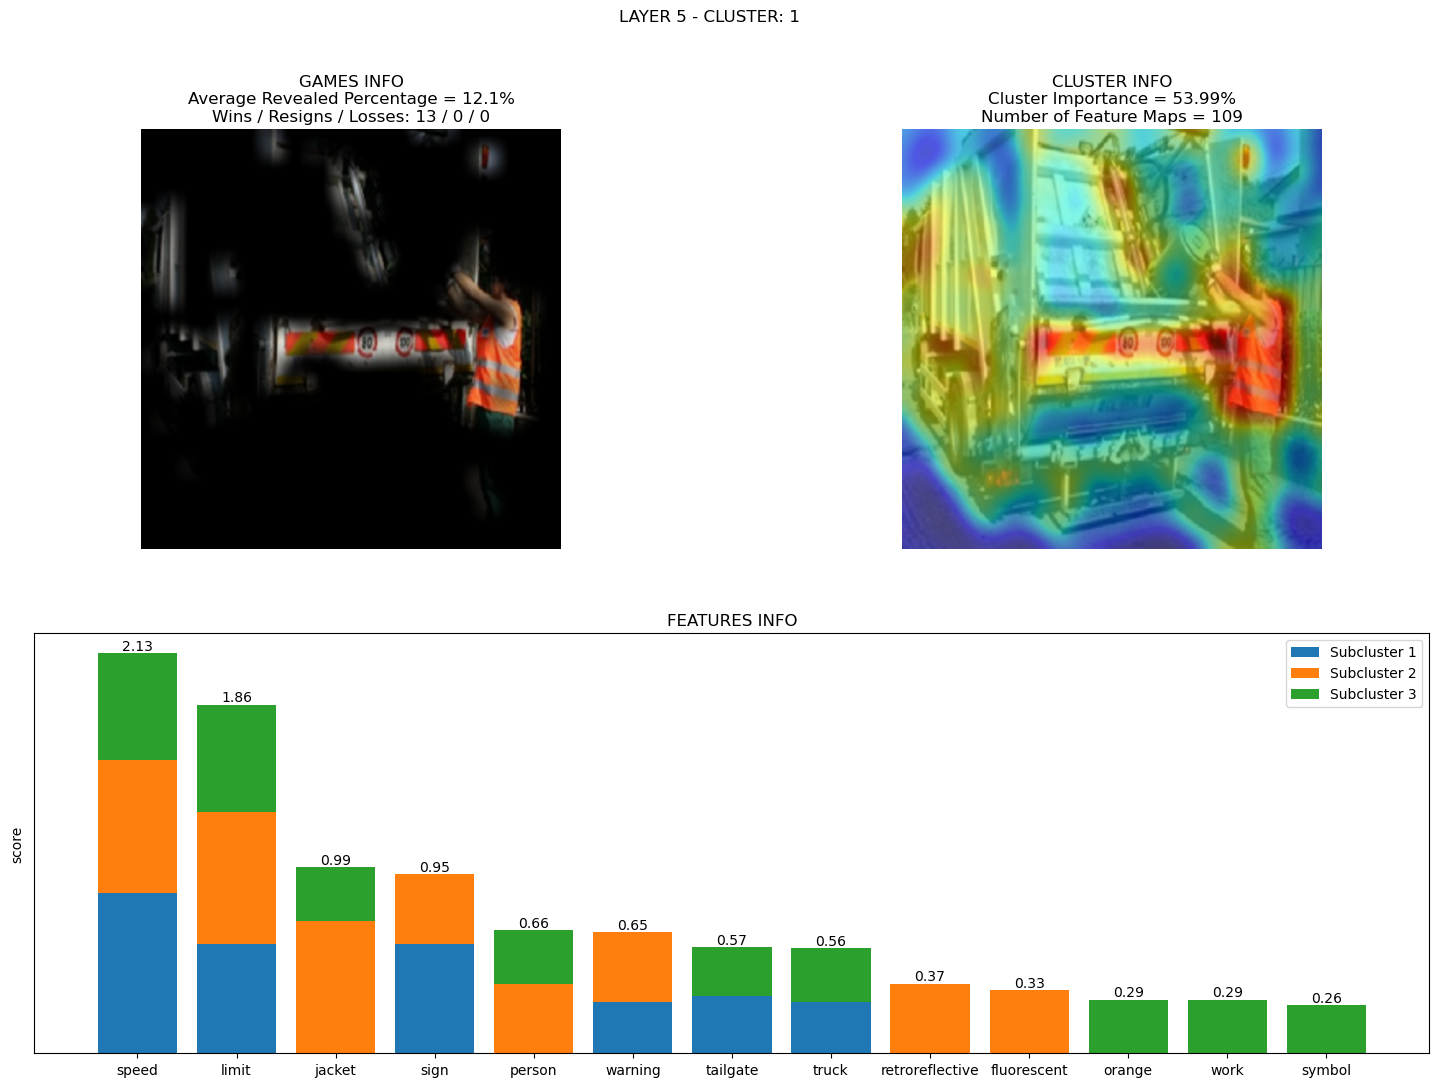 LAYER 5 - CLUSTER: 1
GAMES INFO
Average Revealed Percentage = 12.1%
Wins / Resigns / Losses: 13 / 0 / 0
CLUSTER INFO
Cluster Importance = 53.99%
Number of Feature Maps = 109
80
100
80
100
FEATURES INFO
score
2.13
1.86
0.99
0.95
0.66
0.65
0.57
0.56
0.37
0.33
0.29
0.29
0.26
Subcluster 1
Subcluster 2
Subcluster 3
speed
limit
jacket
sign
person
warning
tailgate
truck
retroreflective
fluorescent
orange
work
symbol